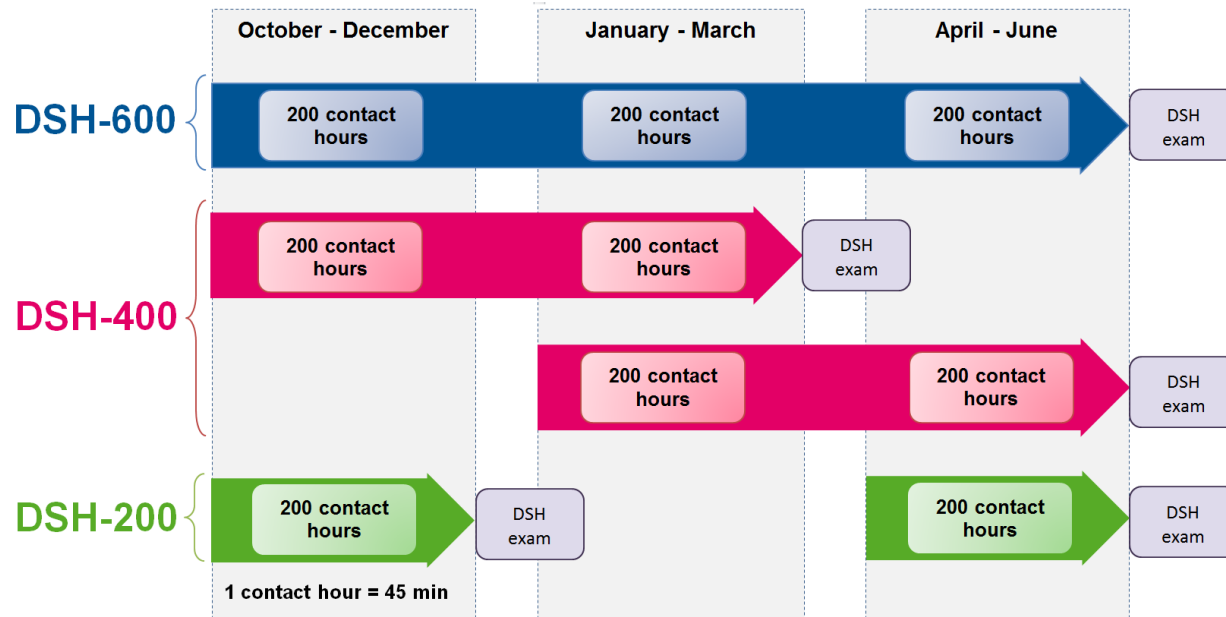 October - December
January - March
April - June
DSH-600
200 contact
hours
200 contact
hours
200 contact
hours
DSH
exam
DSH-400
200 contact
hours
200 contact
hours
DSH
exam
200 contact
hours
200 contact
hours
DSH
exam
DSH-200
200 contact
hours
DSH
exam
200 contact
hours
DSH
exam
1 contact hour = 45 min